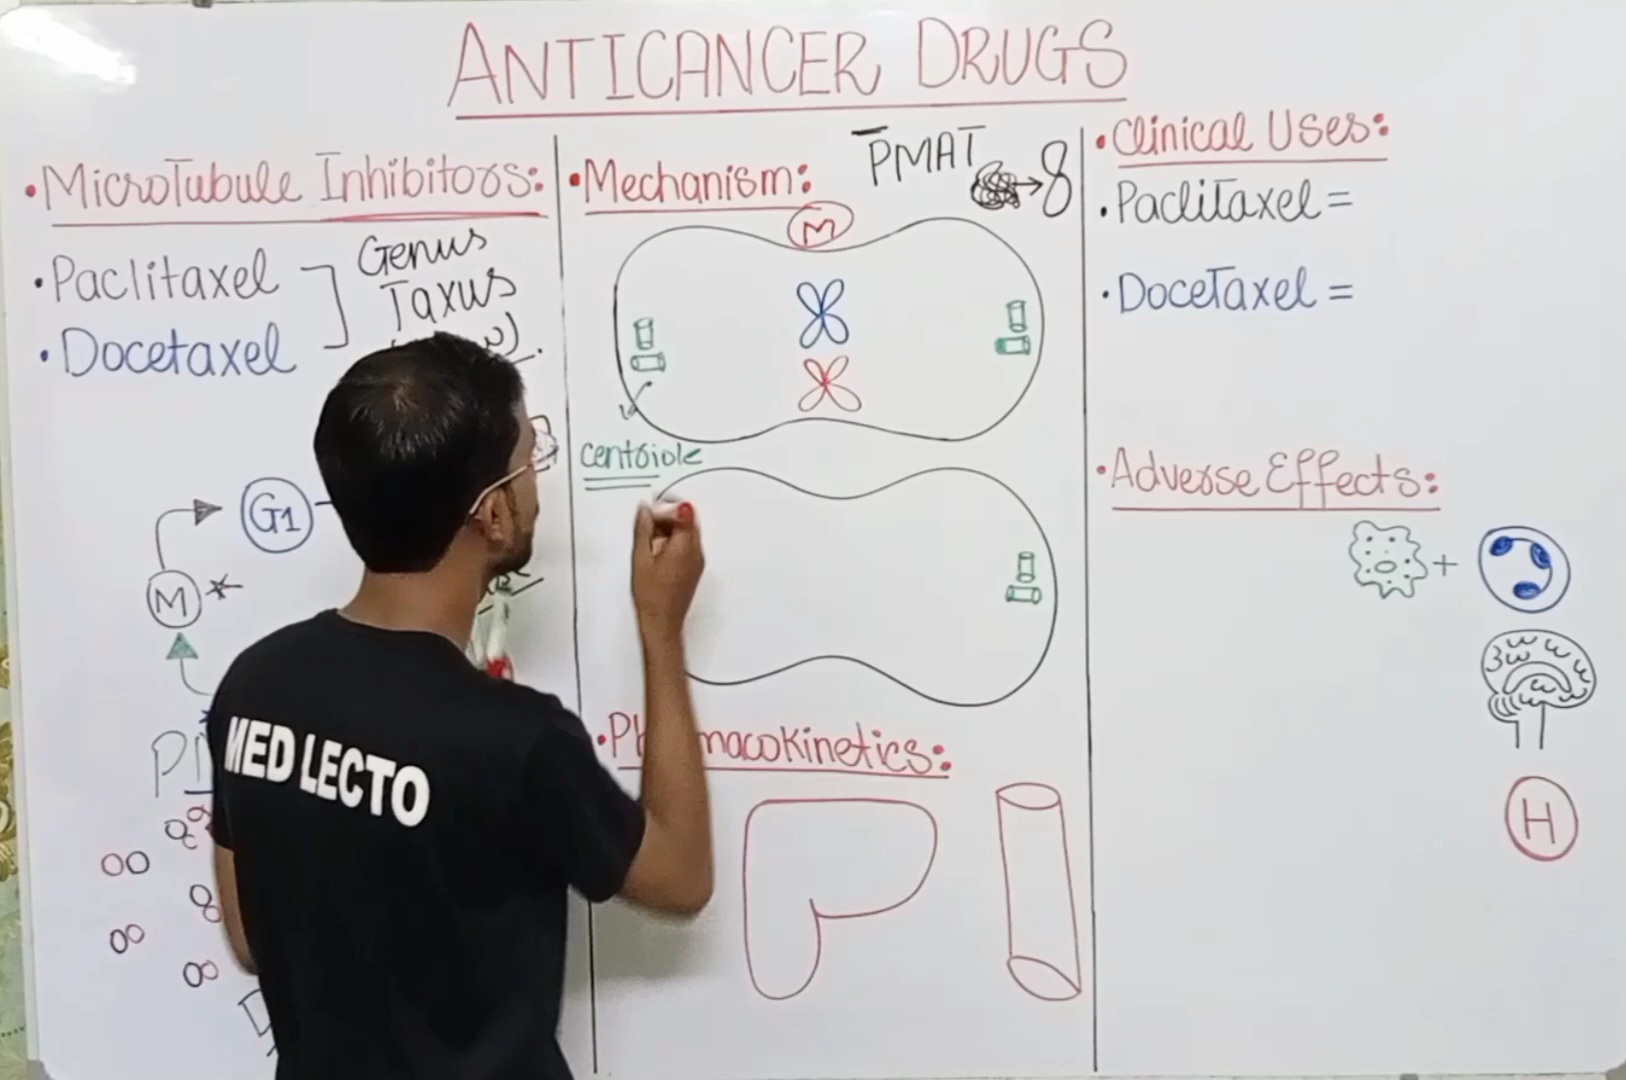 ANTICANCER DRUGS
•MicroTubule Inhibitors:
•Paclitaxel
•Docetaxel
Genus
Taxus
G1
M
•Mechanism:
PMAT
8
M
centriole
•Pharmacokinetics:
•Clinical Uses:
•Paclitaxel =
•Docetaxel =
•Adverse Effects:
+
H
MED LECTO